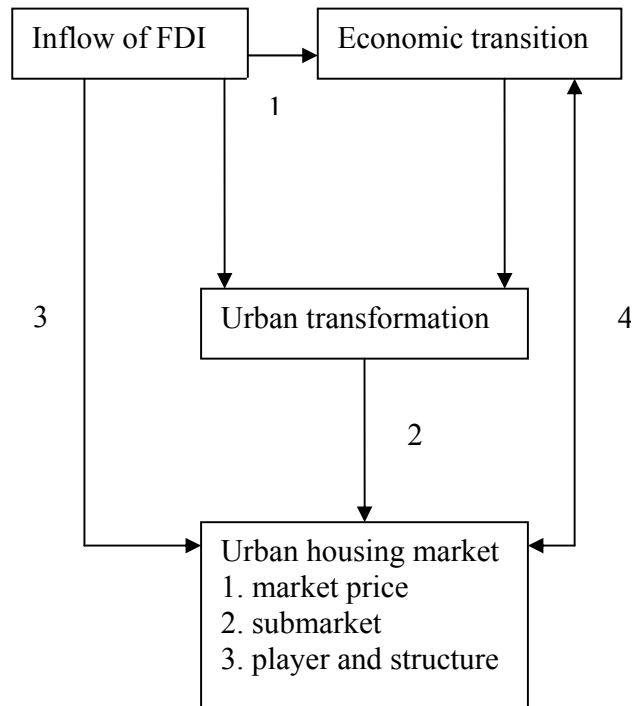 Inflow of FDI
Economic transition
1
Urban transformation
3
4
2
Urban housing market
1. market price
2. submarket
3. player and structure